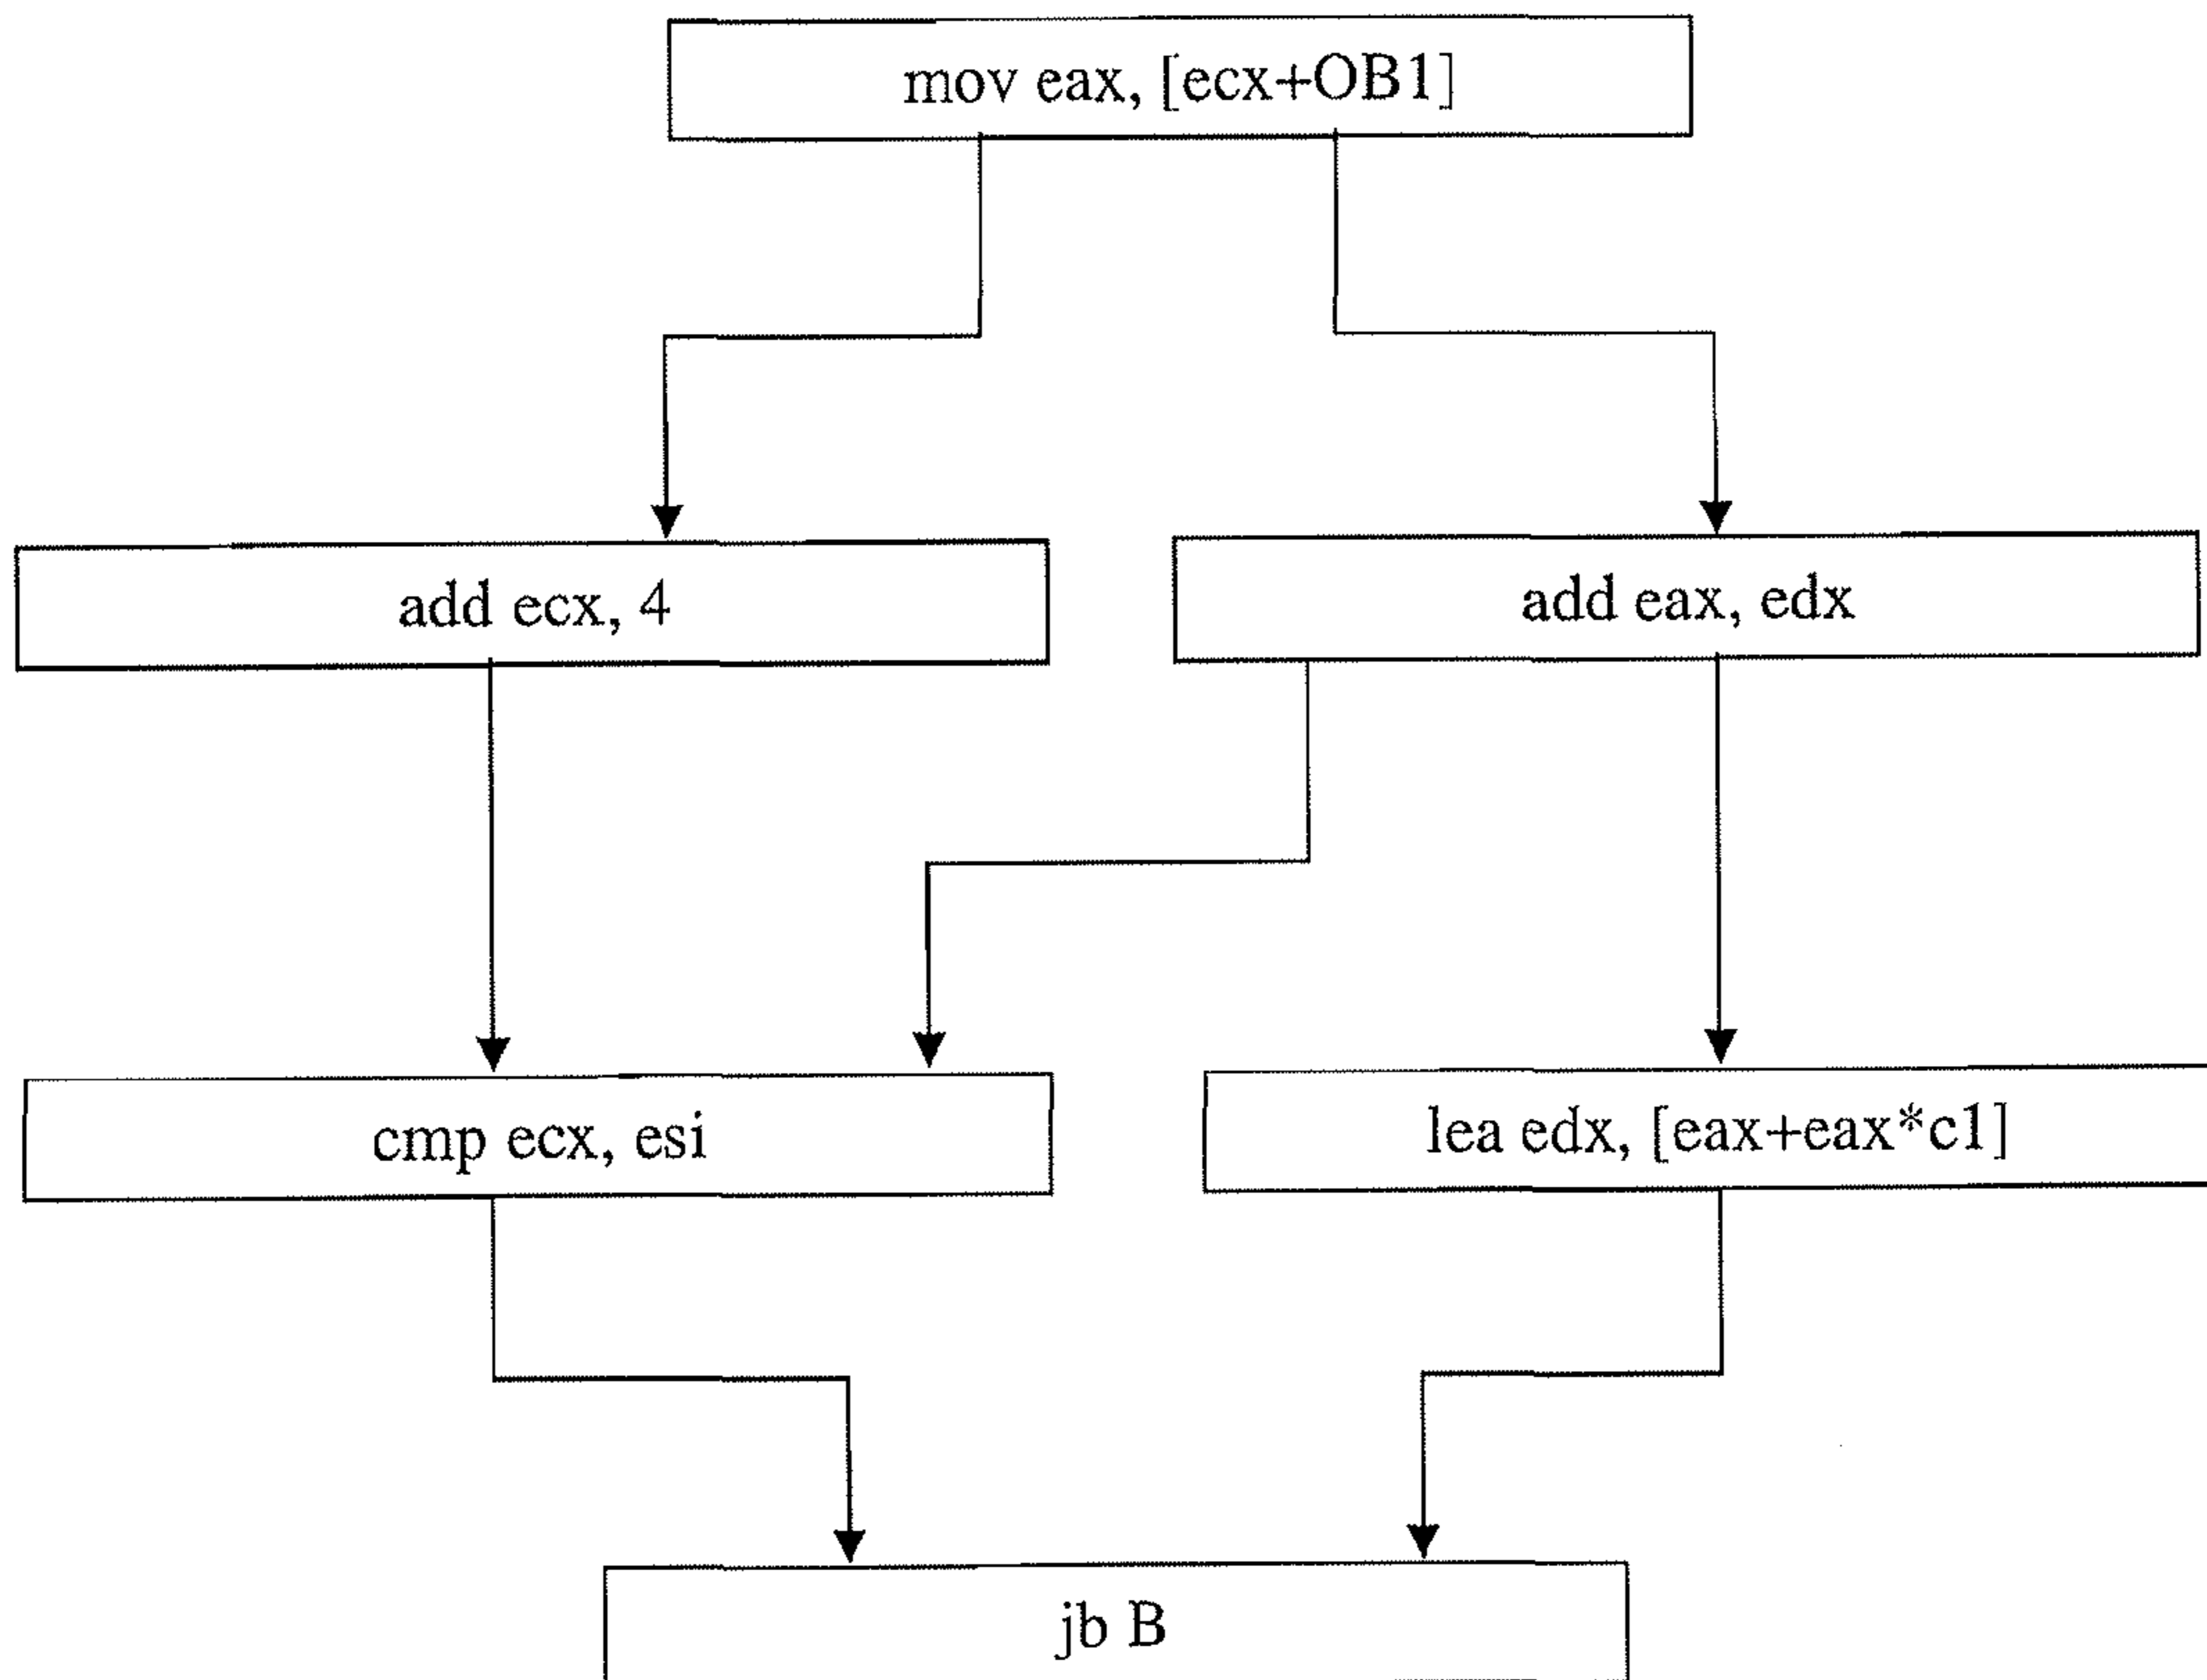 mov eax, [ecx+OB1]
add ecx, 4
add eax, edx
cmp ecx, esi
lea edx, [eax+eax*c1]
jb B